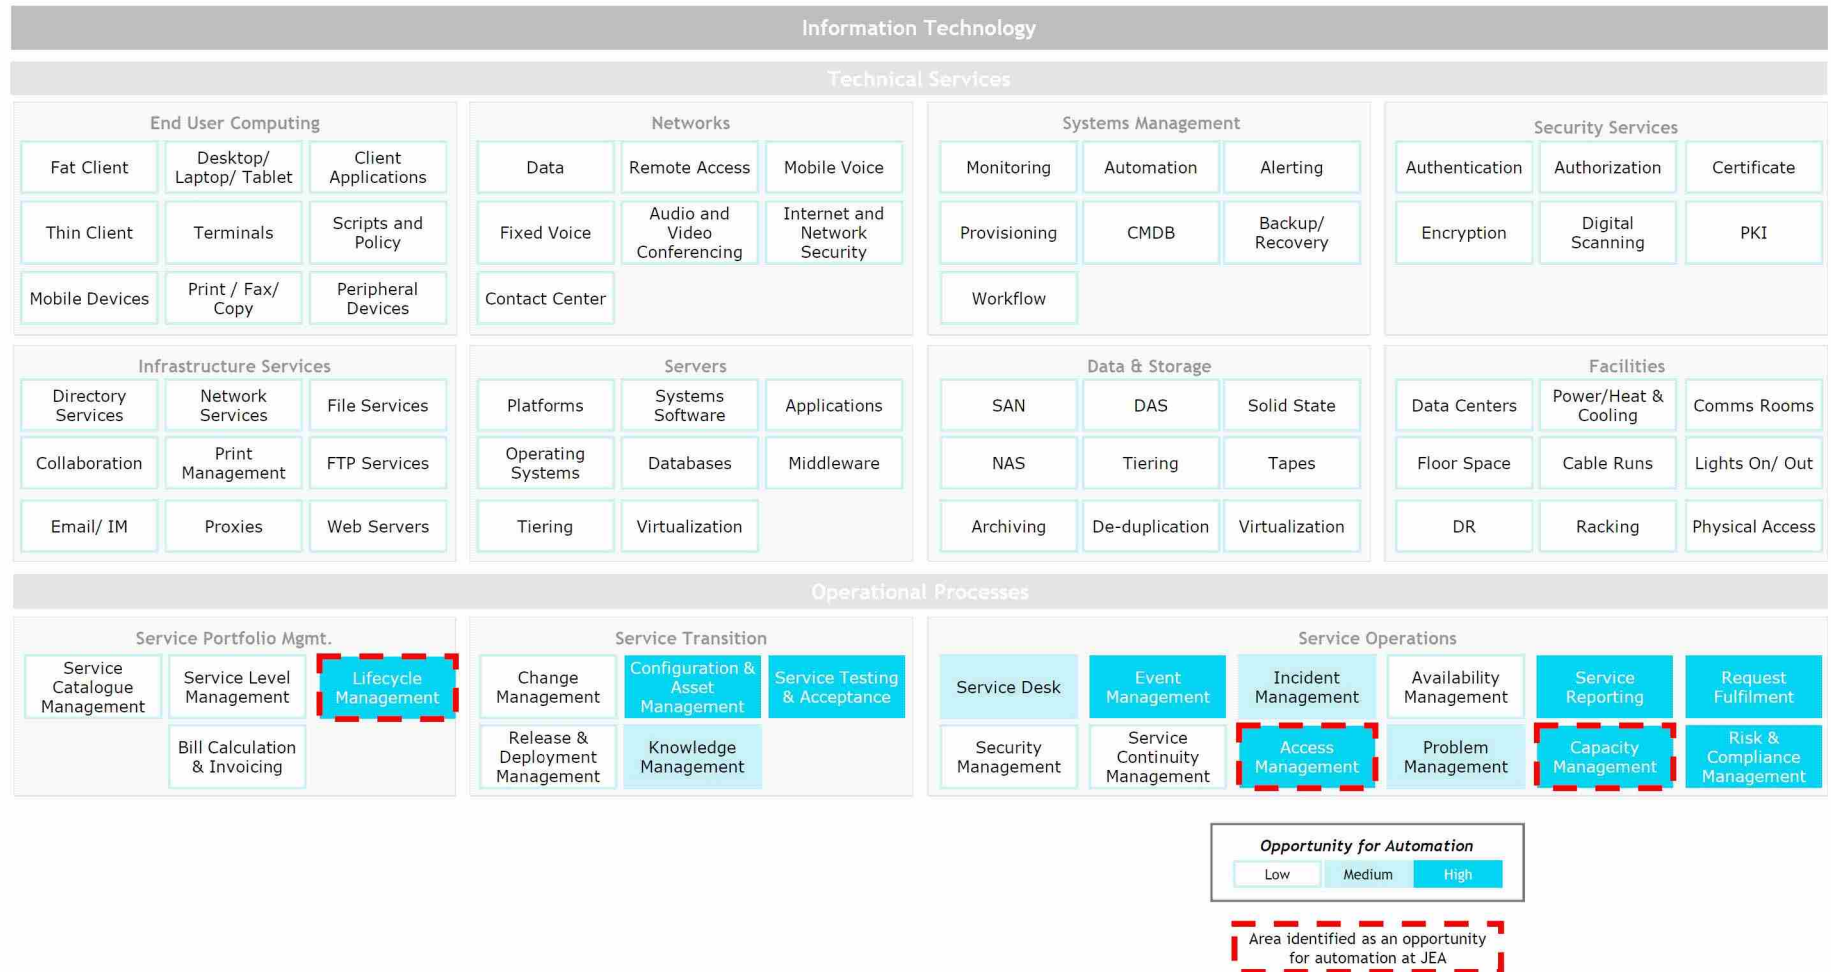 Information Technology
Technical Services
End User Computing
Fat Client
Desktop/
Laptop/ Tablet
Client
Applications
Thin Client
Terminals
Scripts and
Policy
Mobile Devices
Print / Fax/
Copy
Peripheral
Devices
Networks
Data
Remote Access
Mobile Voice
Fixed Voice
Audio and
Video
Conferencing
Internet and
Network
Security
Contact Center
Systems Management
Monitoring
Automation
Alerting
Provisioning
CMDB
Backup/
Recovery
Workflow
Security Services
Authentication
Authorization
Certificate
Encryption
Digital
Scanning
PKI
Infrastructure Services
Directory
Services
Network
Services
File Services
Collaboration
Print
Management
FTP Services
Email/ IM
Proxies
Web Servers
Servers
Platforms
Systems
Software
Applications
Operating
Systems
Databases
Middleware
Tiering
Virtualization
Data & Storage
SAN
DAS
Solid State
NAS
Tiering
Tapes
Archiving
De-duplication
Virtualization
Facilities
Data Centers
Power/Heat &
Cooling
Comms Rooms
Floor Space
Cable Runs
Lights On/ Out
DR
Racking
Physical Access
Operational Processes
Service Portfolio Mgmt.
Service
Catalogue
Management
Service Level
Management
Lifecycle
Management
Bill Calculation
& Invoicing
Service Transition
Change
Management
Configuration &
Asset
Management
Service Testing
& Acceptance
Release &
Deployment
Management
Knowledge
Management
Service Operations
Service Desk
Event
Management
Incident
Management
Availability
Management
Service
Reporting
Request
Fulfilment
Security
Management
Service
Continuity
Management
Access
Management
Problem
Management
Capacity
Management
Risk &
Compliance
Management
Opportunity for Automation
Low
Medium
High
Area identified as an opportunity
for automation at JEA